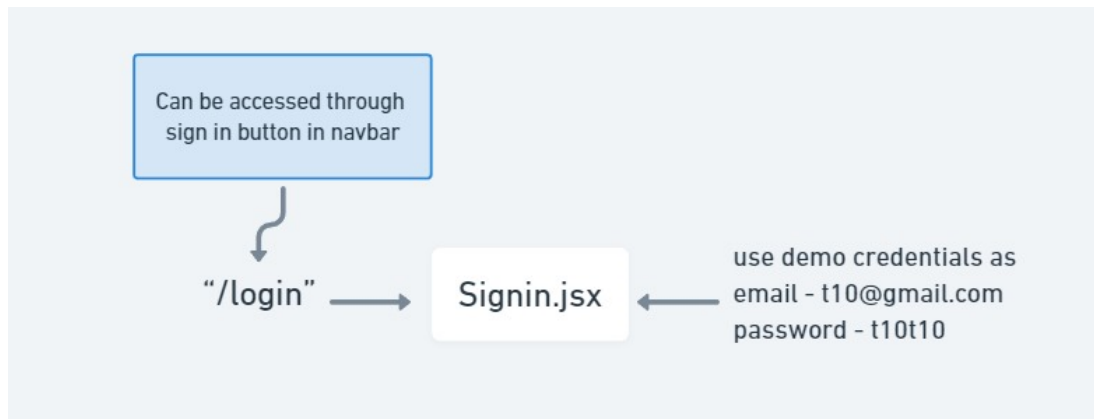 Can be accessed through
sign in button in navbar
“/login”
Signin.jsx
use demo credentials as
email - t10@gmail.com
password - t10t10